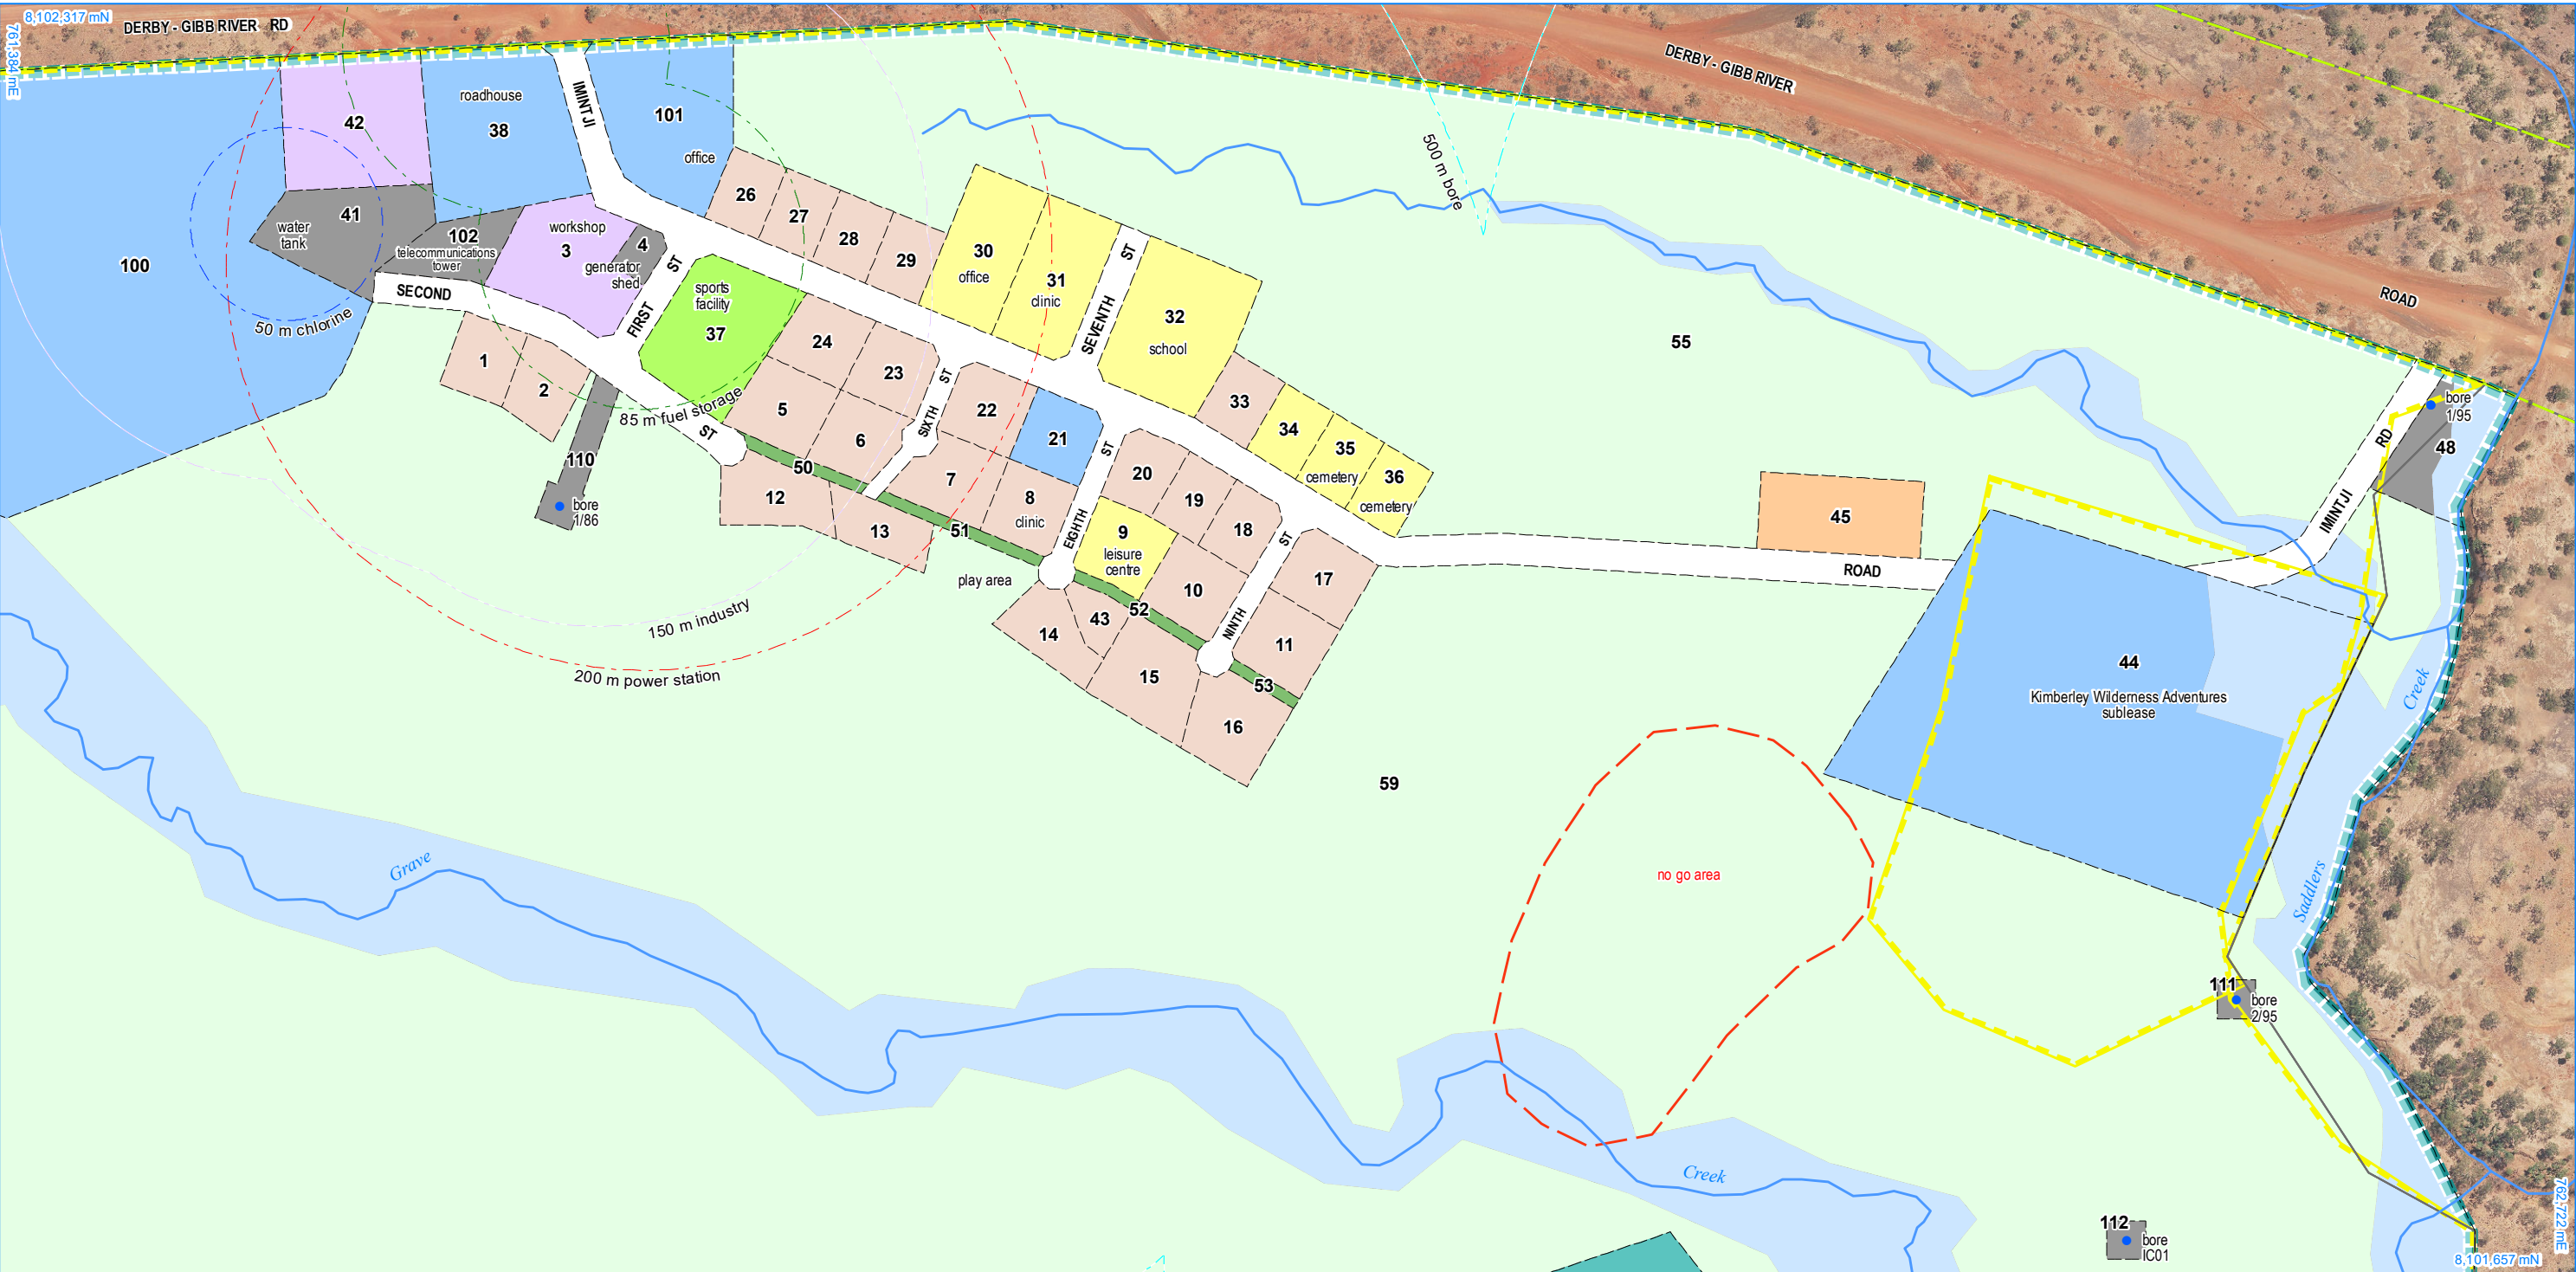 8,102,317 mN
761,384 mE
DERBY - GIBB RIVER RD
DERBY - GIBB RIVER
ROAD
IMINTJI
roadhouse
38
42
101
office
100
41
water
tank
102
telecommunications
tower
workshop
3
4
generator
shed
SECOND
ST
FIRST
ST
50 m chlorine
sports
facility
37
85 m fuel storage
1
2
110
bore
1/86
26
27
28
29
30
office
31
clinic
SEVENTH
ST
32
school
33
34
35
cemetery
36
cemetery
24
23
5
6
SIXTH
ST
22
21
7
8
clinic
EIGHTH
ST
50
51
12
13
play area
20
19
18
9
leisure
centre
10
17
11
NINTH
ST
52
53
14
43
15
16
150 m industry
200 m power station
500 m bore
55
45
ROAD
IMINTJI
RD
bore
1/95
48
44
Kimberley Wilderness Adventures
sublease
59
no go area
Saddlers
Creek
Grave
Creek
111
bore
2/95
112
bore
IC01
762,722 mE
8,101,657 mN